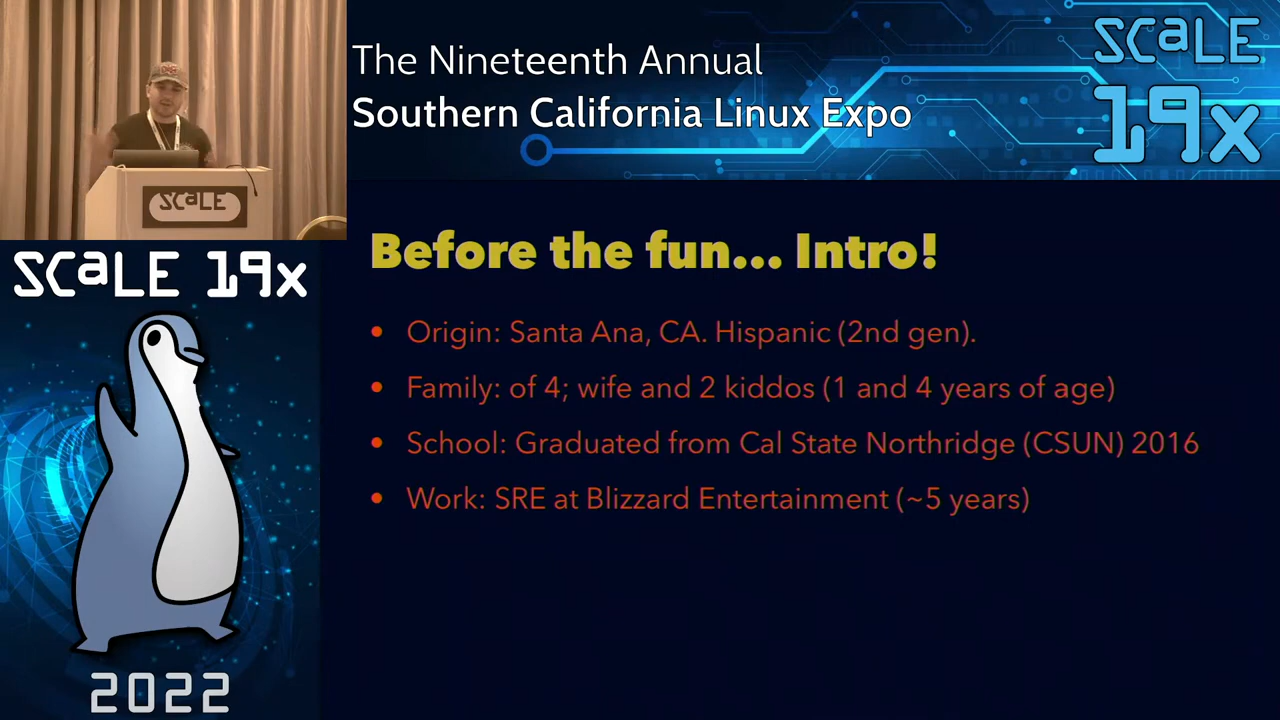 The Nineteenth Annual
Southern California Linux Expo
SCaLE
19x
SCaLE
SCaLE 19x
2022
Before the fun... Intro!
• Origin: Santa Ana, CA. Hispanic (2nd gen).
• Family: of 4; wife and 2 kiddos (1 and 4 years of age)
• School: Graduated from Cal State Northridge (CSUN) 2016
• Work: SRE at Blizzard Entertainment (~5 years)